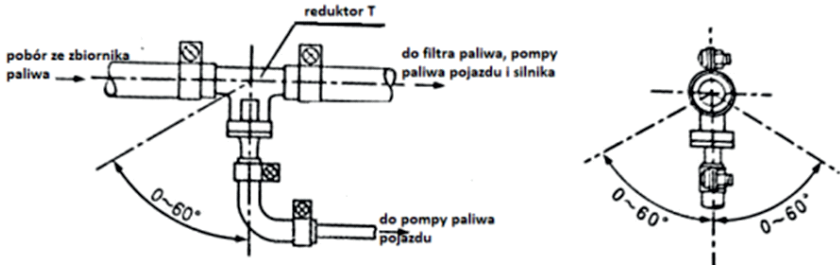 reduktor T
pobór ze zbiornika
paliwa
do filtra paliwa, pompy
paliwa pojazdu i silnika
0~60°
do pompy paliwa
pojazdu
0~60°
0~60°